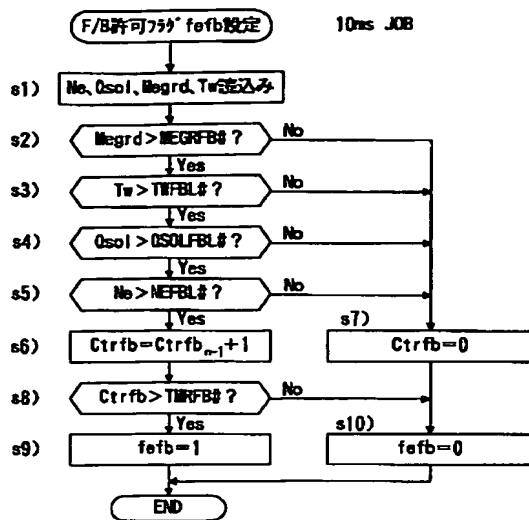 F/B許可フラグfefb設定
10ms JOB
s1)
Ne、Qsol、Megrd、Tw読込み
s2)
Megrd>MEGRFB#?
No
Yes
s3)
Tw>TWFBL#?
No
Yes
s4)
Qsol>QSOLFBL#?
No
Yes
s5)
Ne>NEFBL#?
No
Yes
s6)
Ctrfb=Ctrfbn-1+1
s7)
Ctrfb=0
s8)
Ctrfb>TMRFB#?
No
Yes
s9)
fefb=1
s10)
fefb=0
END